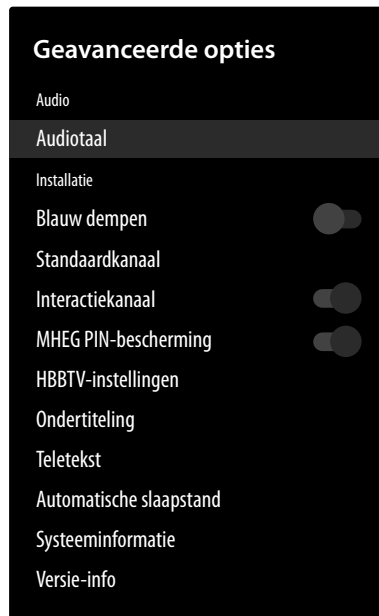 Geavanceerde opties
Audio
Audiotaal
Installatie
Blauw dempen
Standaardkanaal
Interactiekanaal
MHEG PIN-bescherming
HBBTV-instellingen
Ondertiteling
Teletekst
Automatische slaapstand
Systeeminformatie
Versie-info